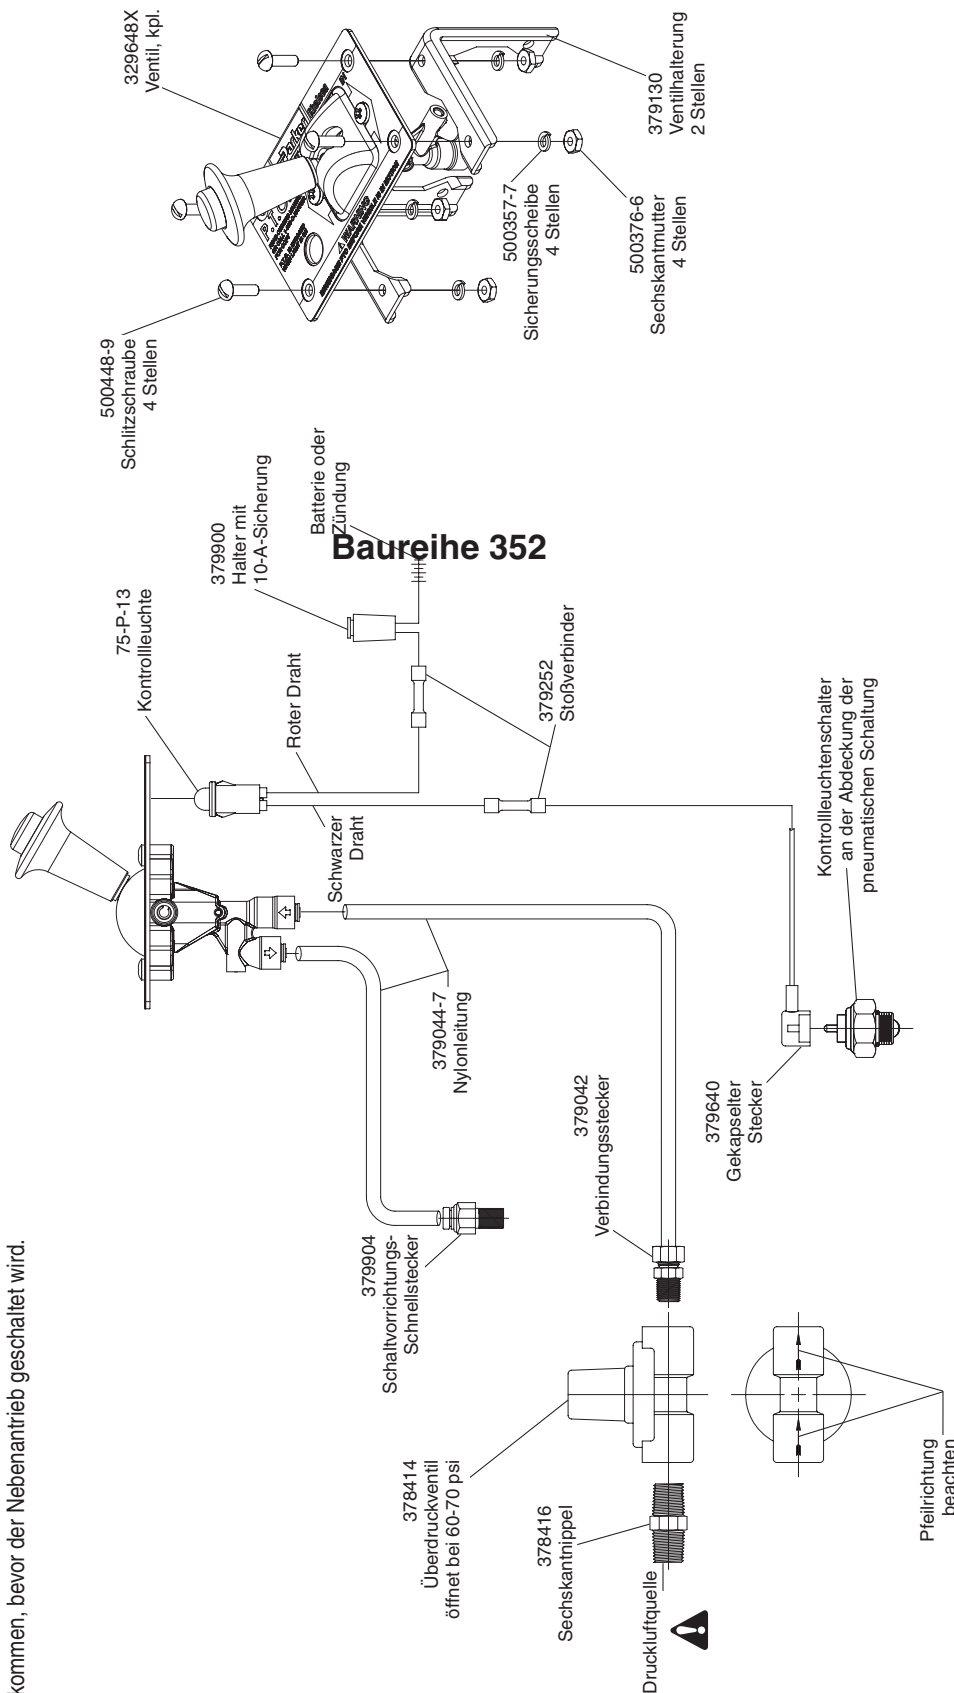 kommen, bevor der Nebenantrieb geschaltet wird.
329648X
Ventil, kpl.
500448-9
Schlitzschraube
4 Stellen
379130
Ventilhalterung
2 Stellen
500357-7
Sicherungsscheibe
4 Stellen
500376-6
Sechskantmutter
4 Stellen
P.T.O.
Parker
WARNING
Baureihe 352
75-P-13
Kontrollleuchte
379900
Halter mit
10-A-Sicherung
Batterie oder
Zündung
Roter Draht
Schwarzer
Draht
379252
Stoßverbinder
Kontrollleuchtenschalter
an der Abdeckung der
pneumatischen Schaltung
379044-7
Nylonleitung
379640
Gekapselter
Stecker
379042
Verbindungsstecker
379904
Schaltvorrichtungs-
Schnellstecker
378414
Überdruckventil
öffnet bei 60-70 psi
378416
Sechskantnippel
Druckluftquelle
Pfeilrichtung
beachten